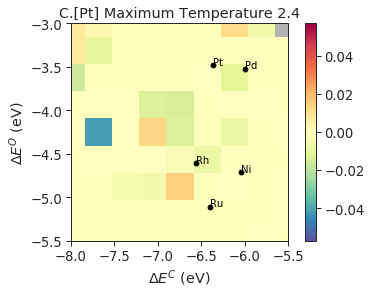 C.[Pt] Maximum Temperature 2.4
−3.0
−3.5
−4.0
−4.5
−5.0
−5.5
ΔE^O (eV)
Pt
Pd
Rh
Ni
Ru
−8.0 −7.5 −7.0 −6.5 −6.0 −5.5
ΔE^C (eV)
0.04
0.02
0.00
−0.02
−0.04